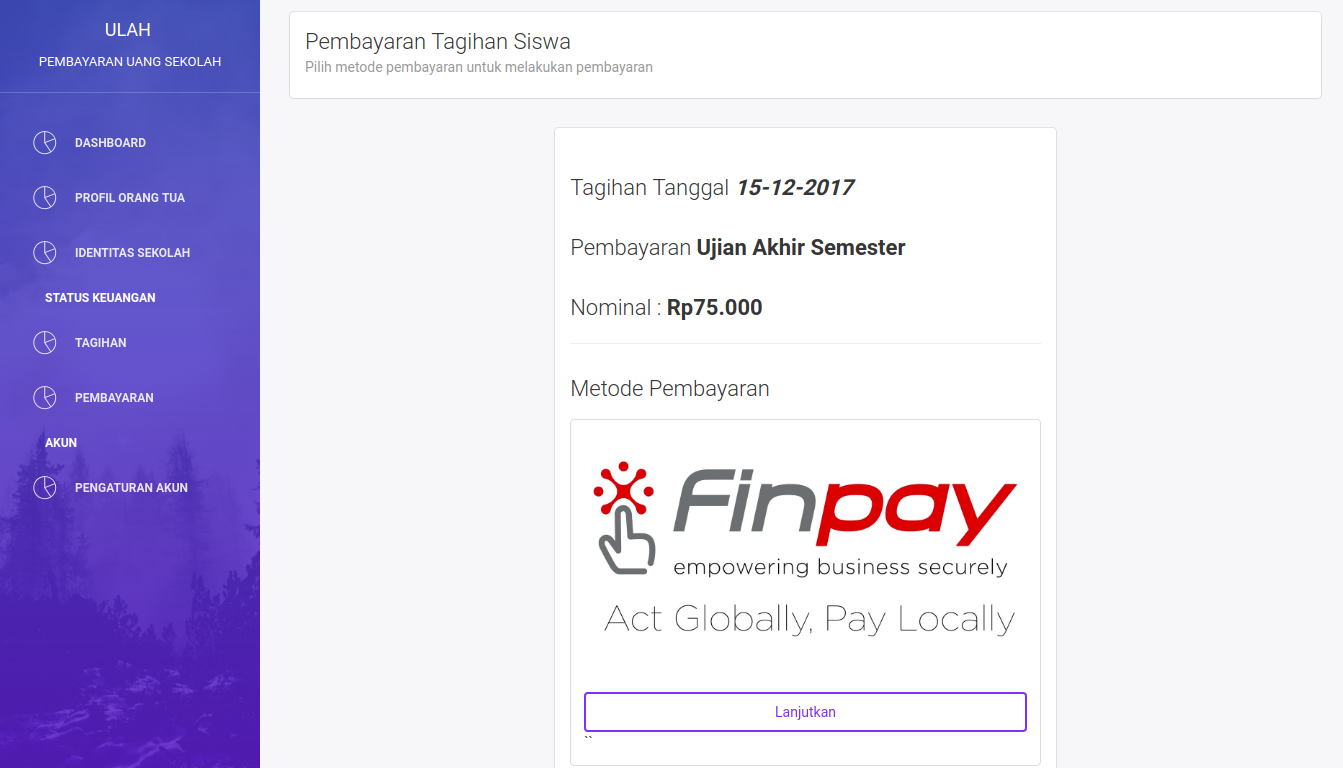 ULAH
PEMBAYARAN UANG SEKOLAH
DASHBOARD
PROFIL ORANG TUA
IDENTITAS SEKOLAH
STATUS KEUANGAN
TAGIHAN
PEMBAYARAN
AKUN
PENGATURAN AKUN
Pembayaran Tagihan Siswa
Pilih metode pembayaran untuk melakukan pembayaran
Tagihan Tanggal 15-12-2017
Pembayaran Ujian Akhir Semester
Nominal : Rp75.000
Metode Pembayaran
Finpay
empowering business securely
Act Globally, Pay Locally
Lanjutkan
``